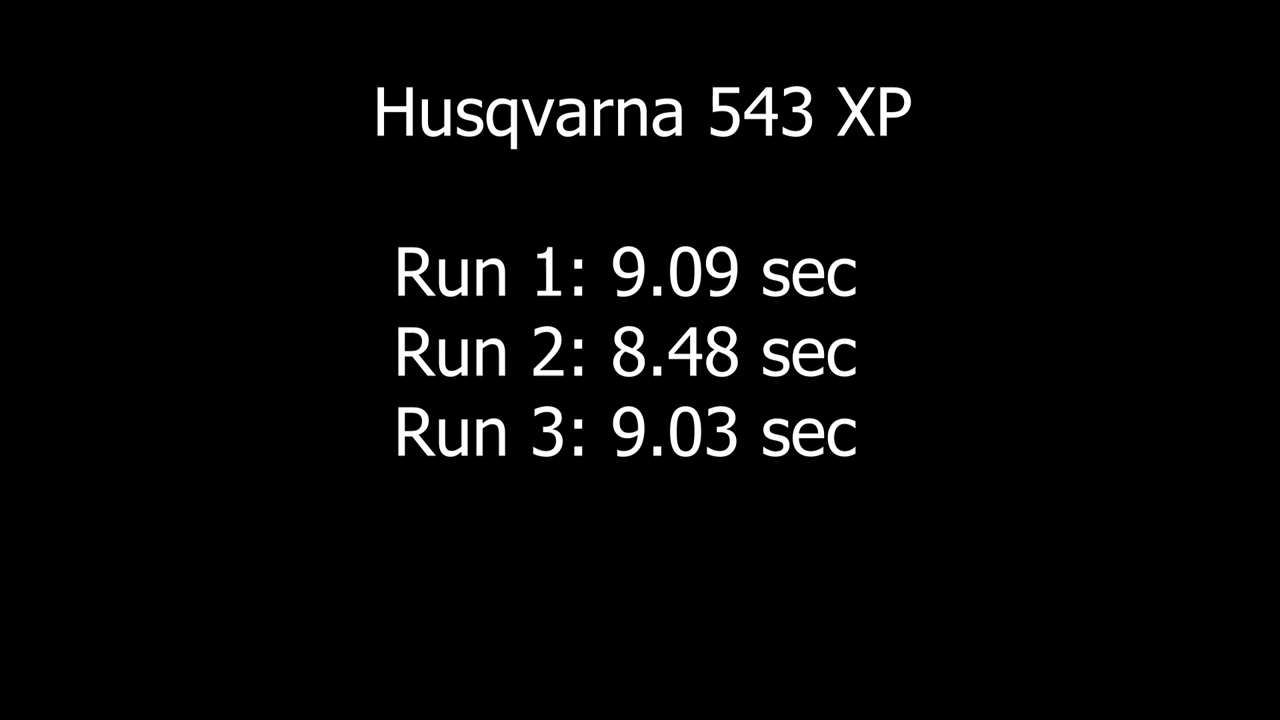 Husqvarna 543 XP
Run 1: 9.09 sec
Run 2: 8.48 sec
Run 3: 9.03 sec